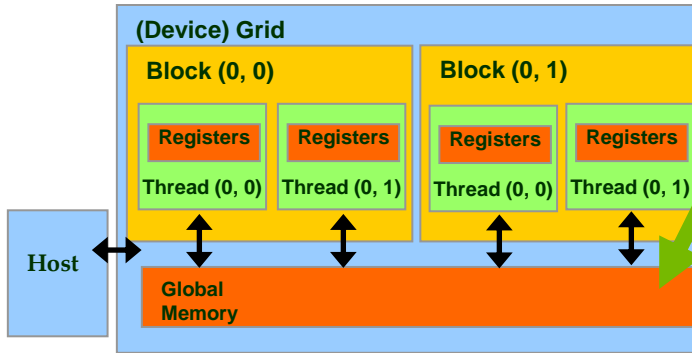 (Device) Grid
Block (0, 0)
Block (0, 1)
Registers
Registers
Registers
Registers
Thread (0, 0)
Thread (0, 1)
Thread (0, 0)
Thread (0, 1)
Host
Global
Memory